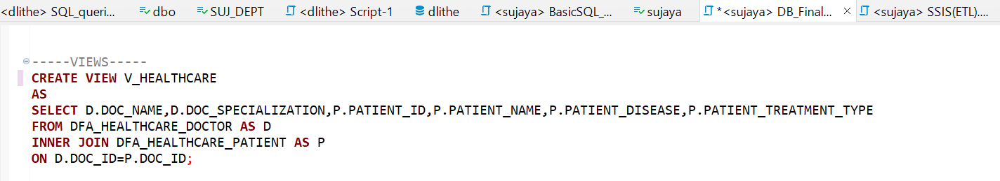 <dlithe> SQL_queri... dbo SUJ_DEPT <dlithe> Script-1 dlithe <sujaya> BasicSQL_... sujaya *<sujaya> DB_Final... <sujaya> SSIS(ETL)....
-----VIEWS-----
CREATE VIEW V_HEALTHCARE
AS
SELECT D.DOC_NAME,D.DOC_SPECIALIZATION,P.PATIENT_ID,P.PATIENT_NAME,P.PATIENT_DISEASE,P.PATIENT_TREATMENT_TYPE
FROM DFA_HEALTHCARE_DOCTOR AS D
INNER JOIN DFA_HEALTHCARE_PATIENT AS P
ON D.DOC_ID=P.DOC_ID;